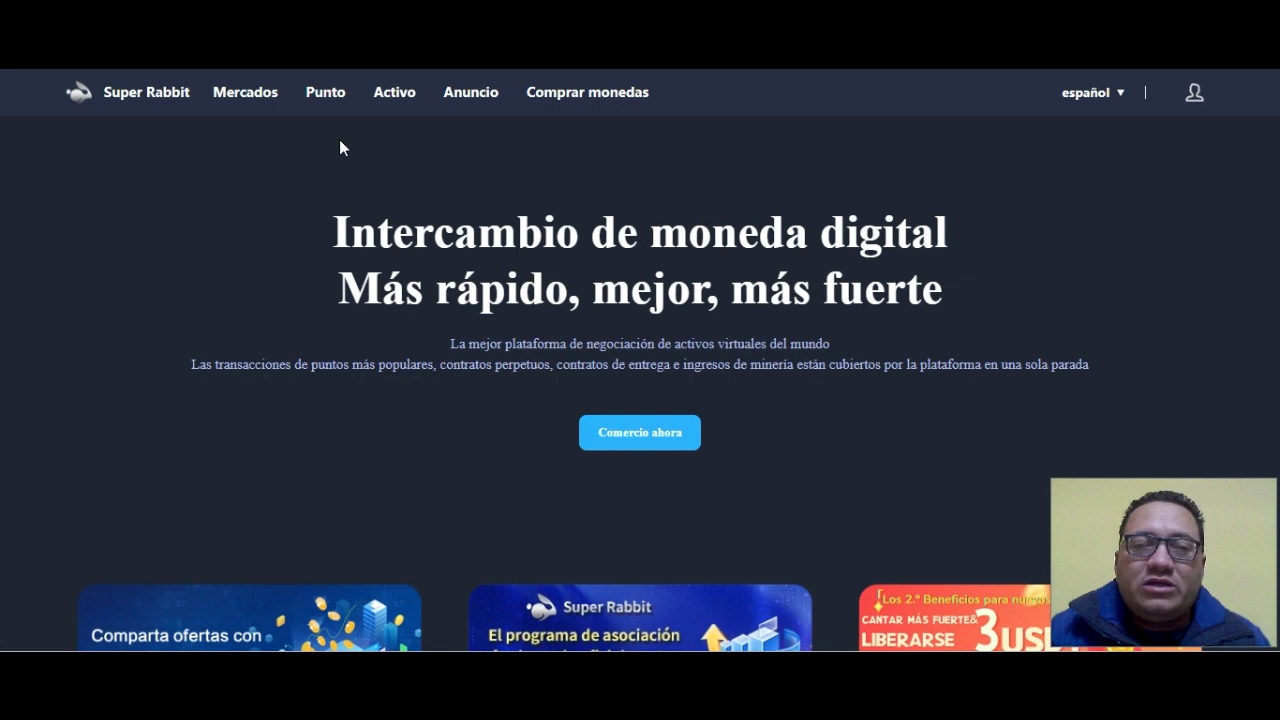 Super Rabbit Mercados Punto Activo Anuncio Comprar monedas español
Intercambio de moneda digital
Más rápido, mejor, más fuerte
La mejor plataforma de negociación de activos virtuales del mundo
Las transacciones de puntos más populares, contratos perpetuos, contratos de entrega e ingresos de minería están cubiertos por la plataforma en una sola parada
Comercio ahora
Comparta ofertas con
Super Rabbit
El programa de asociación
Los 2.º Beneficios para
CANTAR MÁS FUERTE&
LIBERARSE 3